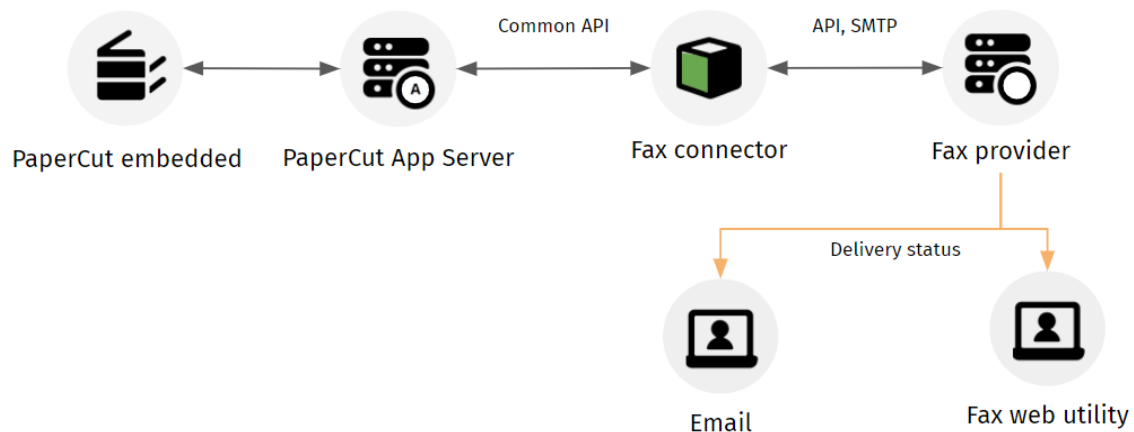 Common API
API, SMTP
A
PaperCut embedded
PaperCut App Server
Fax connector
Fax provider
Delivery status
Email
Fax web utility